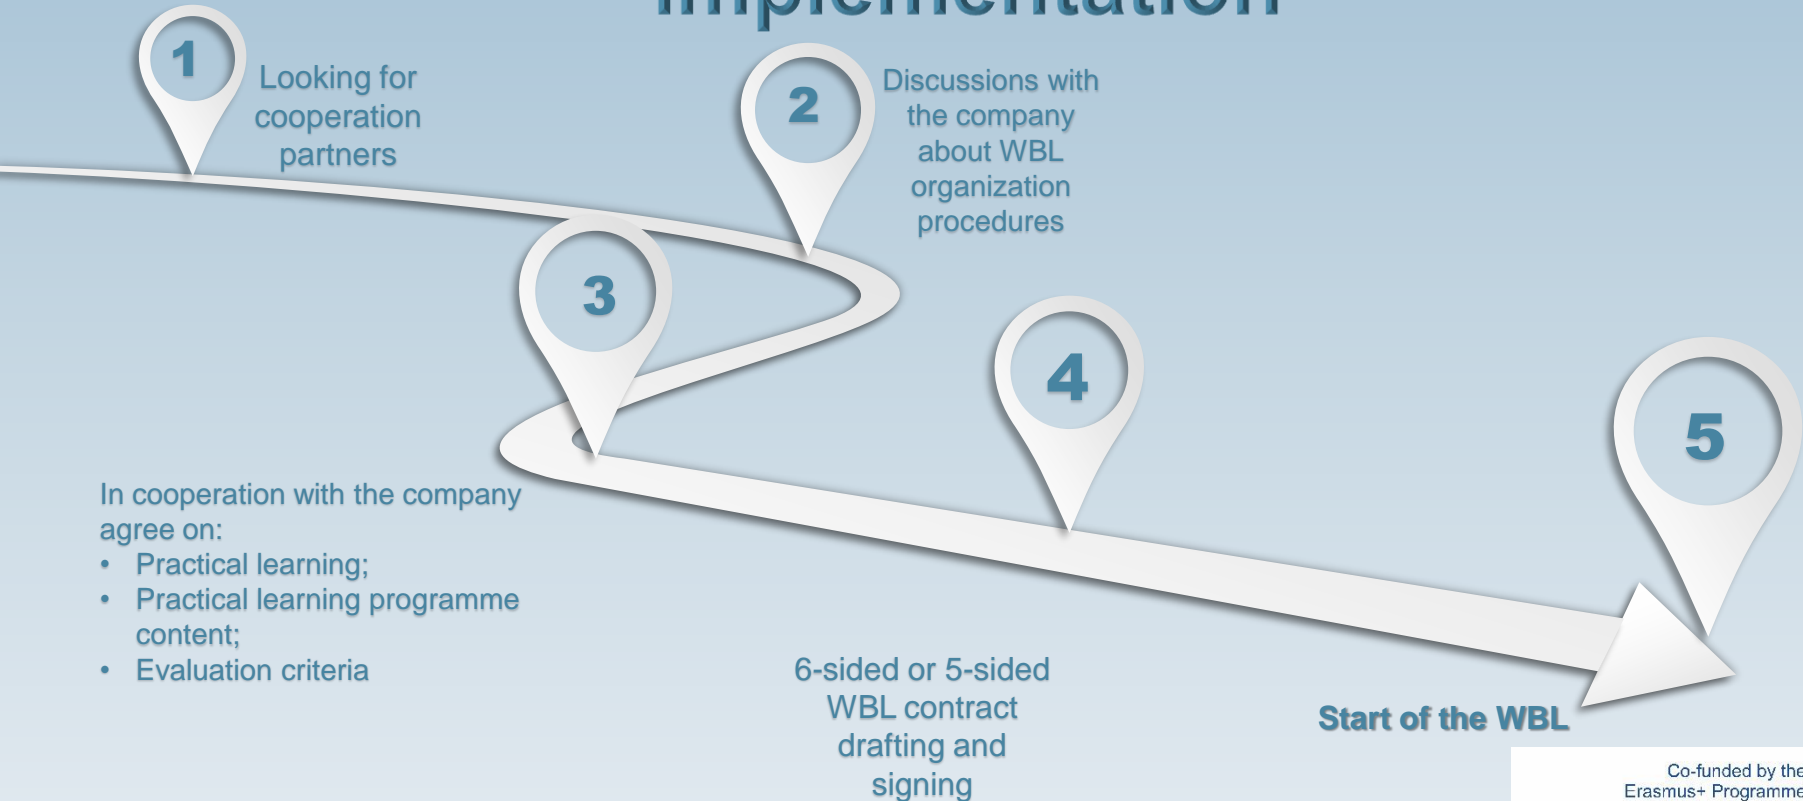 implementation
1
Looking for
cooperation
partners
2
Discussions with
the company
about WBL
organization
procedures
3
In cooperation with the company
agree on:
• Practical learning;
• Practical learning programme
content;
• Evaluation criteria
4
6-sided or 5-sided
WBL contract
drafting and
signing
5
Start of the WBL
Co-funded by the
Erasmus+ Programme